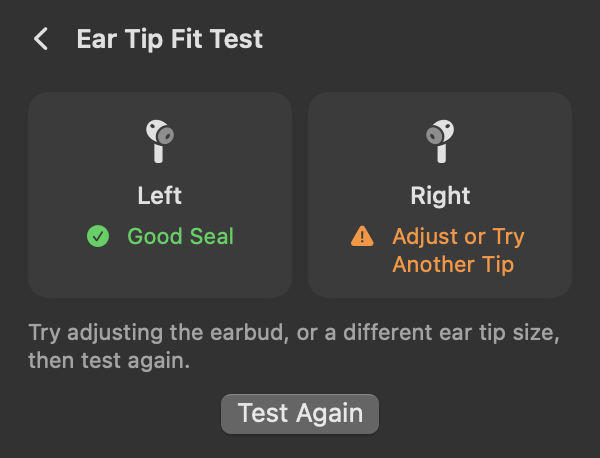 Ear Tip Fit Test
Left
Good Seal
Right
Adjust or Try
Another Tip
Try adjusting the earbud, or a different ear tip size,
then test again.
Test Again